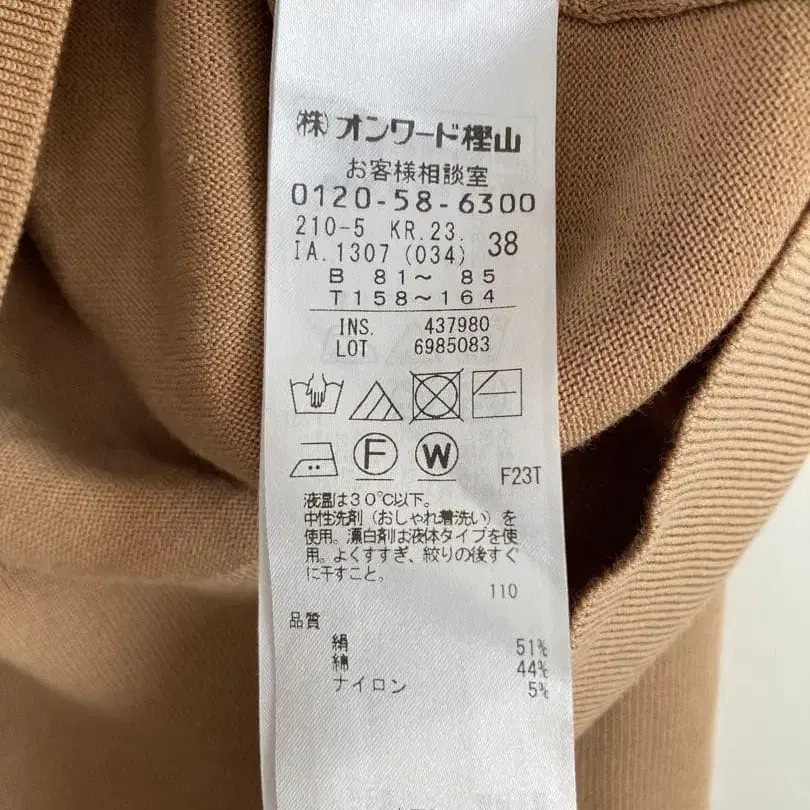 ㈱オンワード樫山
お客様相談室
0120-58-6300
210-5 KR.23. 38
IA.1307 (034)
B 81～ 85
T158～164
INS. 437980
LOT 6985083
F W
F23T
液温は30℃以下。
中性洗剤（おしゃれ着洗い）を
使用。漂白剤は液体タイプを使
用。よくすすぎ、絞りの後すぐ
に干すこと。
110
品質
絹 51%
綿 44%
ナイロン 5%